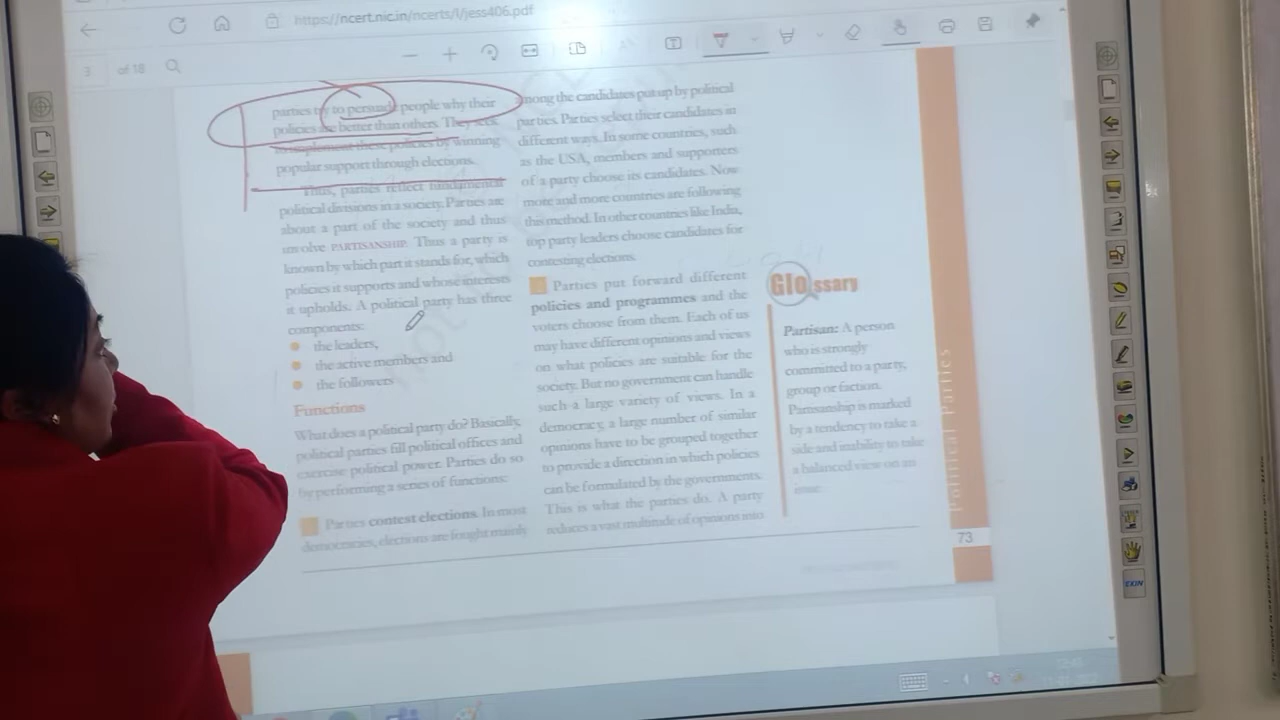 https://ncert.nic.in/ncerts/l/jess406.pdf
3 of 18
parties try to persuade people why their
policies are better than others. They seek
to implement these policies by winning
popular support through elections.
Thus, parties reflect fundamental
political divisions in a society. Parties are
about a part of the society and thus
involve PARTISANSHIP. Thus a party is
known by which part it stands for, which
policies it supports and whose interests
it upholds. A political party has three
components:
the leaders,
the active members and
the followers
Functions
What does a political party do? Basically,
political parties fill political offices and
exercise political power. Parties do so
by performing a series of functions:
Parties contest elections. In most
democracies, elections are fought mainly
among the candidates put up by political
parties. Parties select their candidates in
different ways. In some countries, such
as the USA, members and supporters
of a party choose its candidates. Now
more and more countries are following
this method. In other countries like India,
top party leaders choose candidates for
contesting elections.
Parties put forward different
policies and programmes and the
voters choose from them. Each of us
may have different opinions and views
on what policies are suitable for the
society. But no government can handle
such a large variety of views. In a
democracy, a large number of similar
opinions have to be grouped together
to provide a direction in which policies
can be formulated by the governments.
This is what the parties do. A party
reduces a vast multitude of opinions into
Glossary
Partisan: A person
who is strongly
committed to a party,
group or faction.
Partisanship is marked
by a tendency to take a
side and inability to take
a balanced view on an
issue.
Political Parties
73